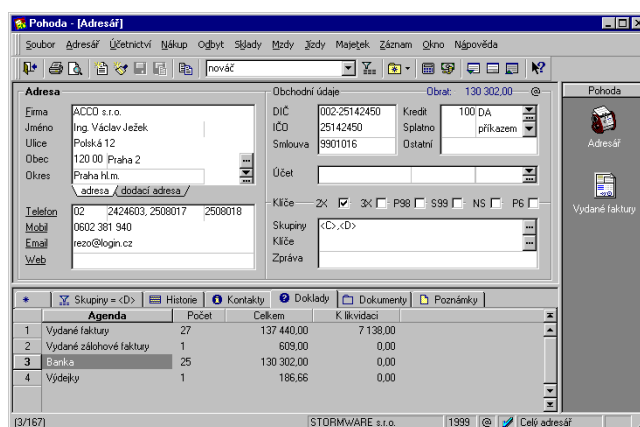 Pohoda - [Adresář]
Soubor Adresář Účetnictví Nákup Odbyt Sklady Mzdy Jízdy Majetek Záznam Okno Nápověda
nováč
Adresa
Firma ACCO s.r.o.
Jméno Ing. Václav Ježek
Ulice Polská 12
Obec 120 00 Praha 2
Okres Praha hl.m.
adresa dodací adresa
Telefon 02 2424603, 2508017 2508018
Mobil 0602 381 940
Email rezo@login.cz
Web
Obchodní údaje Obrat: 130 302,00 @
DIČ 002-25142450 Kredit 100 DA
IČO 25142450 Splatno příkazem
Smlouva 9901016 Ostatní
Účet
Klíče 2X 3X P98 S99 NS P6
Skupiny <C>,<D>
Klíče
Zpráva
Pohoda
Adresář
Vydané faktury
* Skupiny = <D> Historie Kontakty Doklady Dokumenty Poznámky
Agenda Počet Celkem K likvidaci
1 Vydané faktury 27 137 440,00 7 138,00
2 Vydané zálohové faktury 1 609,00 0,00
3 Banka 25 130 302,00 0,00
4 Výdejky 1 186,66 0,00
(3/167) STORMWARE s.r.o. 1999 @ Celý adresář